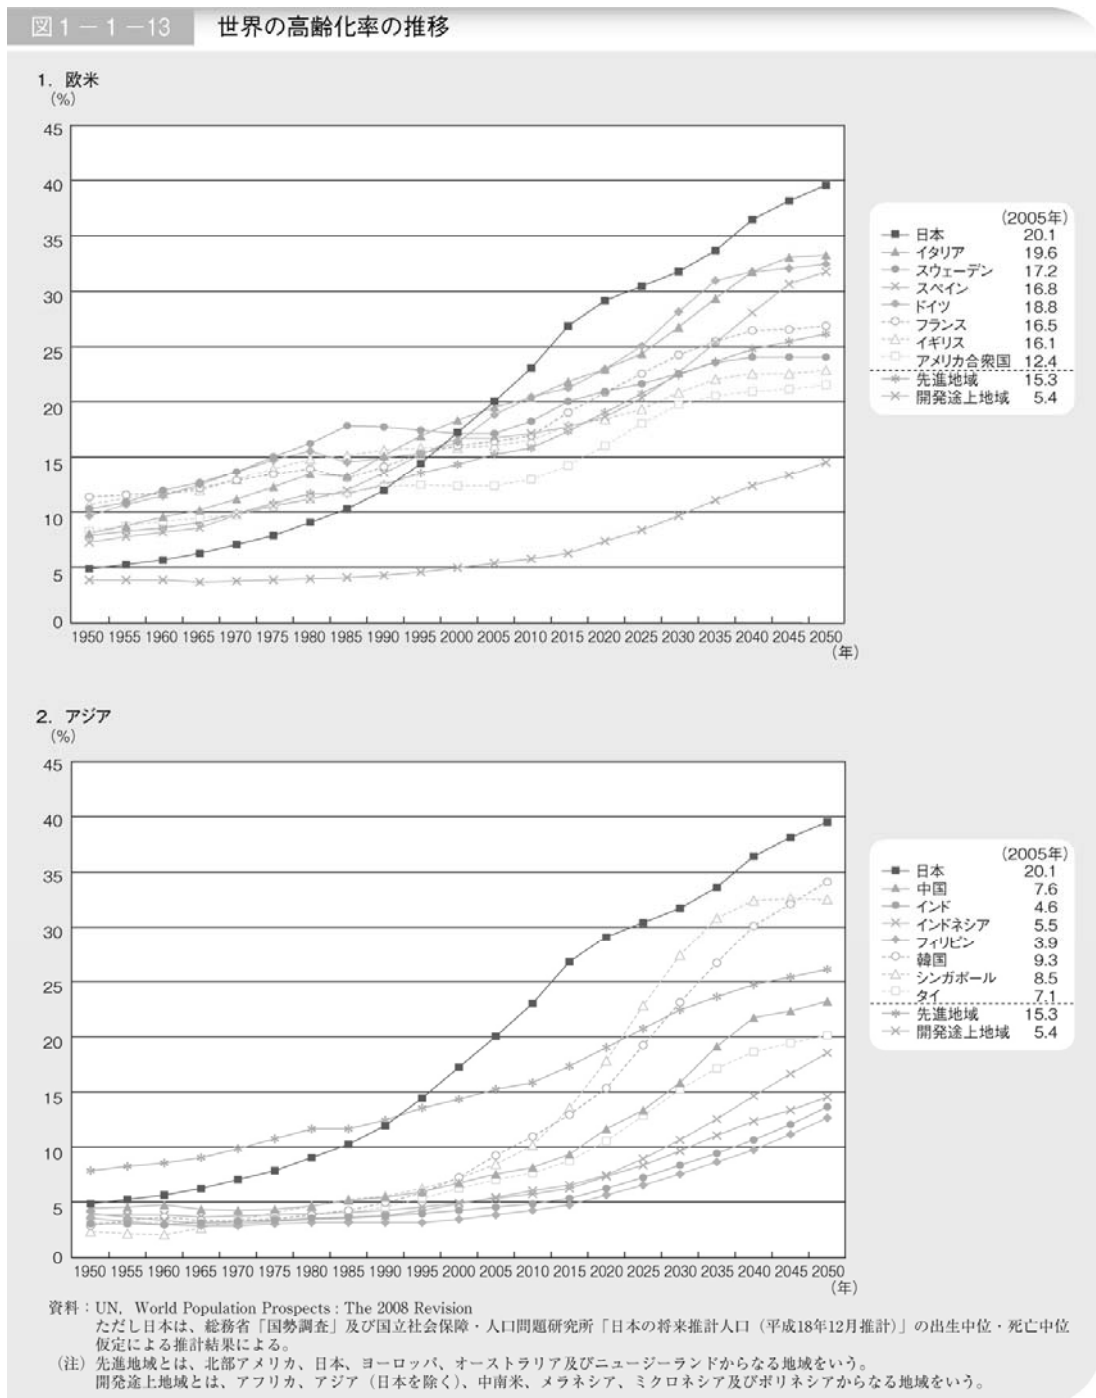 図1－1－13 世界の高齢化率の推移
1．欧米
（%）
45
40
35
30
25
20
15
10
5
0
1950 1955 1960 1965 1970 1975 1980 1985 1990 1995 2000 2005 2010 2015 2020 2025 2030 2035 2040 2045 2050
（年）
（2005年）
日本 20.1
イタリア 19.6
スウェーデン 17.2
スペイン 16.8
ドイツ 18.8
フランス 16.5
イギリス 16.1
アメリカ合衆国 12.4
先進地域 15.3
開発途上地域 5.4
2．アジア
（%）
45
40
35
30
25
20
15
10
5
0
1950 1955 1960 1965 1970 1975 1980 1985 1990 1995 2000 2005 2010 2015 2020 2025 2030 2035 2040 2045 2050
（年）
（2005年）
日本 20.1
中国 7.6
インド 4.6
インドネシア 5.5
フィリピン 3.9
韓国 9.3
シンガポール 8.5
タイ 7.1
先進地域 15.3
開発途上地域 5.4
資料：UN，World Population Prospects : The 2008 Revision
ただし日本は、総務省「国勢調査」及び国立社会保障・人口問題研究所「日本の将来推計人口（平成18年12月推計）」の出生中位・死亡中位
仮定による推計結果による。
（注）先進地域とは、北部アメリカ、日本、ヨーロッパ、オーストラリア及びニュージーランドからなる地域をいう。
開発途上地域とは、アフリカ、アジア（日本を除く）、中南米、メラネシア、ミクロネシア及びポリネシアからなる地域をいう。